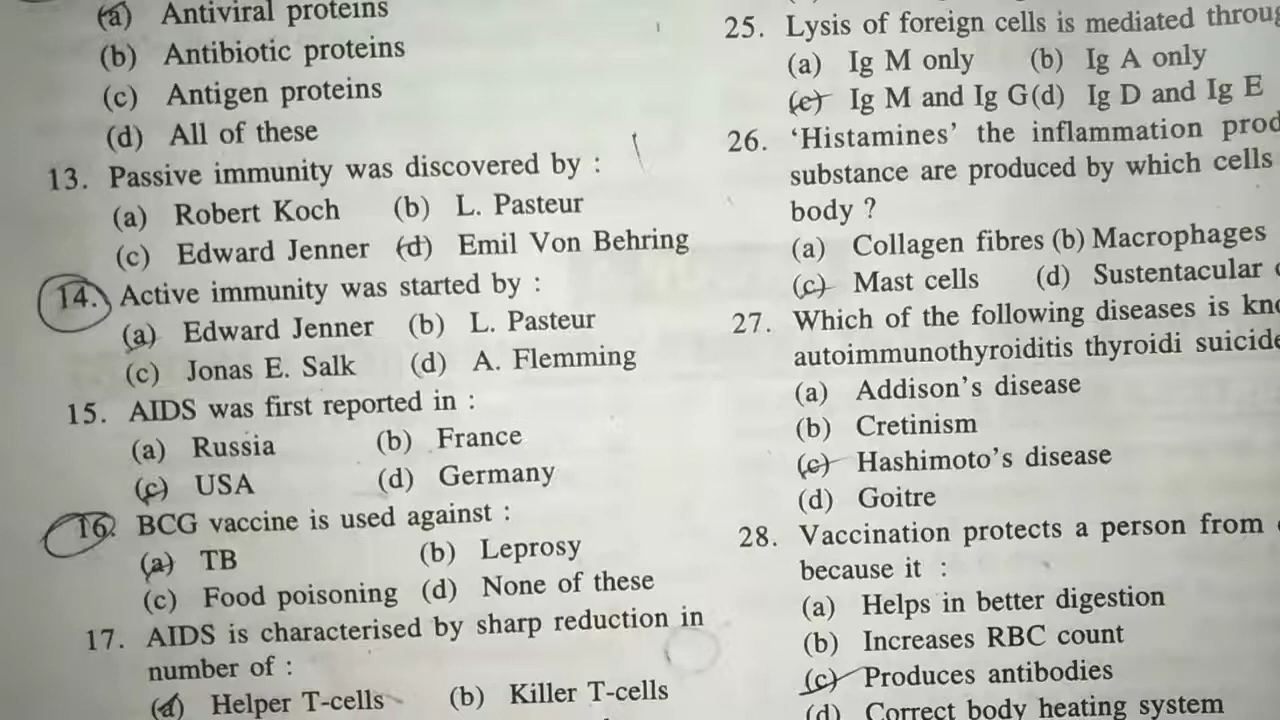 (a) Antiviral proteins
(b) Antibiotic proteins
(c) Antigen proteins
(d) All of these
13. Passive immunity was discovered by :
(a) Robert Koch (b) L. Pasteur
(c) Edward Jenner (d) Emil Von Behring
14. Active immunity was started by :
(a) Edward Jenner (b) L. Pasteur
(c) Jonas E. Salk (d) A. Flemming
15. AIDS was first reported in :
(a) Russia (b) France
(c) USA (d) Germany
16. BCG vaccine is used against :
(a) TB (b) Leprosy
(c) Food poisoning (d) None of these
17. AIDS is characterised by sharp reduction in
number of :
(a) Helper T-cells (b) Killer T-cells
25. Lysis of foreign cells is mediated
(a) Ig M only (b) Ig A only
(c) Ig M and Ig G(d) Ig D and Ig E
26. ‘Histamines’ the inflammation
substance are produced by which cells
body ?
(a) Collagen fibres (b) Macrophages
(c) Mast cells (d) Sustentacular
27. Which of the following diseases is
autoimmunothyroiditis thyroidi
(a) Addison’s disease
(b) Cretinism
(c) Hashimoto’s disease
(d) Goitre
28. Vaccination protects a person from
because it :
(a) Helps in better digestion
(b) Increases RBC count
(c) Produces antibodies
(d) Correct body heating system